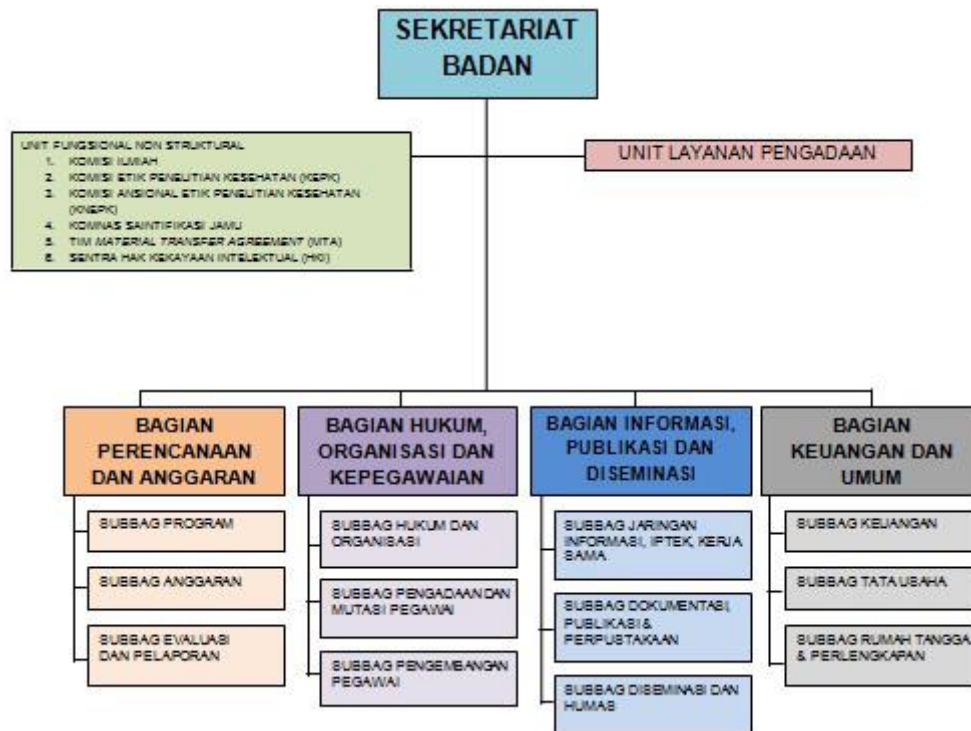 SEKRETARIAT
BADAN
UNIT FUNGSIONAL NON STRUKTURAL
1. KOMISI ILMIAH
2. KOMISI ETIK PENELITIAN KESEHATAN (KEPK)
3. KOMISI ANSIONAL ETIK PENELITIAN KESEHATAN
(KNEPK)
4. KOMNAS SAINTIFIKASI JAMU
5. TIM MATERIAL TRANSFER AGREEMENT (MTA)
6. SENTRA HAK KEKAYAAN INTELEKTUAL (HKI)
UNIT LAYANAN PENGADAAN
BAGIAN
PERENCANAAN
DAN ANGGARAN
SUBBAG PROGRAM
SUBBAG ANGGARAN
SUBBAG EVALUASI
DAN PELAPORAN
BAGIAN HUKUM,
ORGANISASI DAN
KEPEGAWAIAN
SUBBAG HUKUM DAN
ORGANISASI
SUBBAG PENGADAAN DAN
MUTASI PEGAWAI
SUBBAG PENGEMBANGAN
PEGAWAI
BAGIAN INFORMASI,
PUBLIKASI DAN
DISEMINASI
SUBBAG JARINGAN
INFORMASI, IPTEK, KERJA
SAMA
SUBBAG DOKUMENTASI,
PUBLIKASI &
PERPUSTAKAAN
SUBBAG DISEMINASI DAN
HUMAS
BAGIAN
KEUANGAN DAN
UMUM
SUBBAG KEUANGAN
SUBBAG TATA USAHA
SUBBAG RUMAH TANGGA
& PERLENGKAPAN